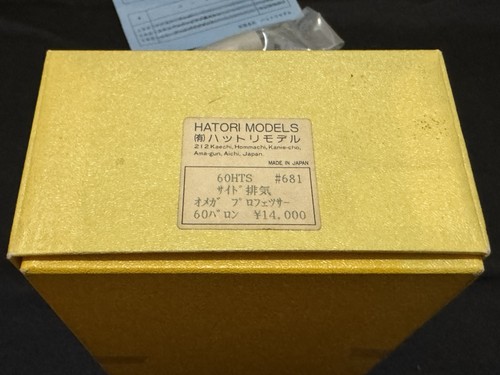 HATORI MODELS
(有)ハットリモデル
212,Kaechi, Honmachi, Kanie-cho,
Ama-gun, Aichi, Japan.
MADE IN JAPAN
60HTS #681
サイド排気
オメガ プロフェッサー
60バロン ¥14,000